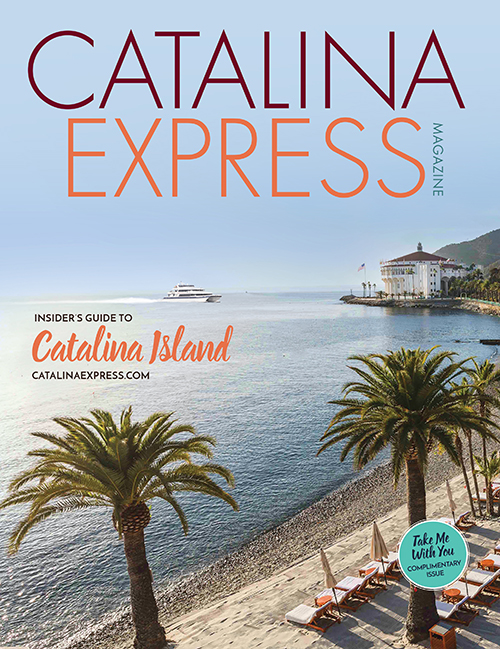 CATALINA
EXPRESS
MAGAZINE
INSIDER'S GUIDE TO
Catalina Island
CATALINAEXPRESS.COM
Take Me
With You
COMPLIMENTARY
ISSUE